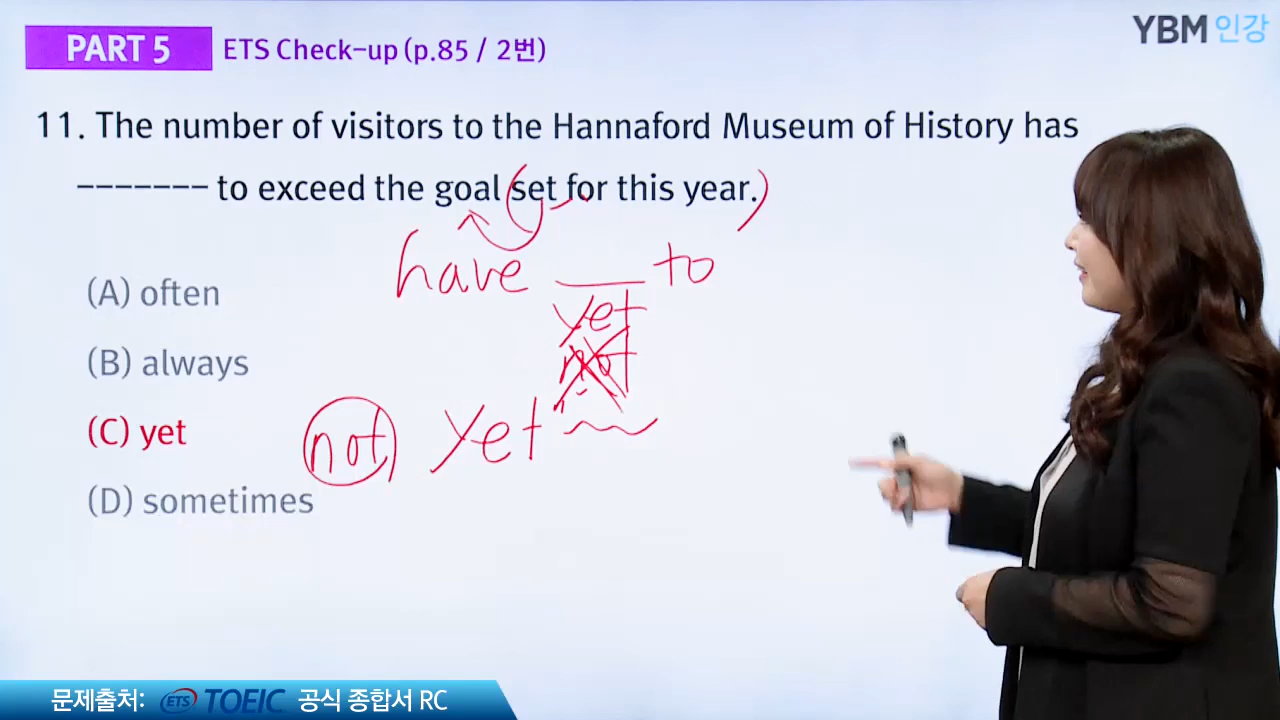 PART 5 ETS Check-up (p.85 / 2번)
YBM 인강
11. The number of visitors to the Hannaford Museum of History has
------- to exceed the goal set for this year.
have ___ to
yet
not
(A) often
(B) always
(C) yet
not yet
(D) sometimes
문제출처: ETS TOEIC 공식 종합서 RC